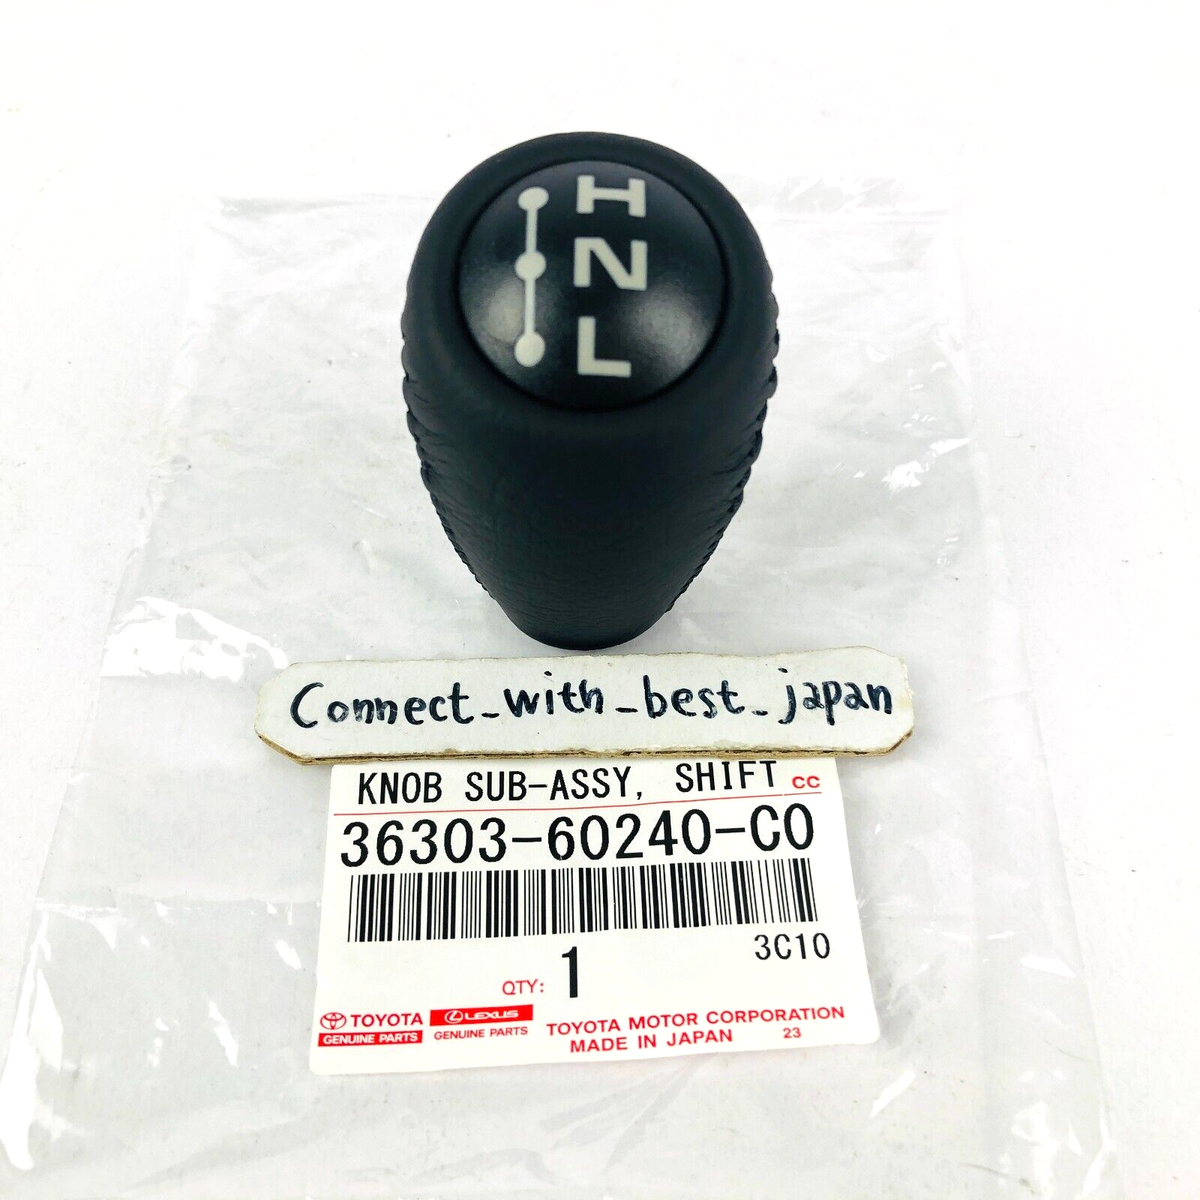 H
N
L
Connect_with_best_japan
KNOB SUB-ASSY, SHIFT CC
36303-60240-C0
3C10
QTY: 1
TOYOTA LEXUS TOYOTA MOTOR CORPORATION
GENUINE PARTS GENUINE PARTS MADE IN JAPAN 23